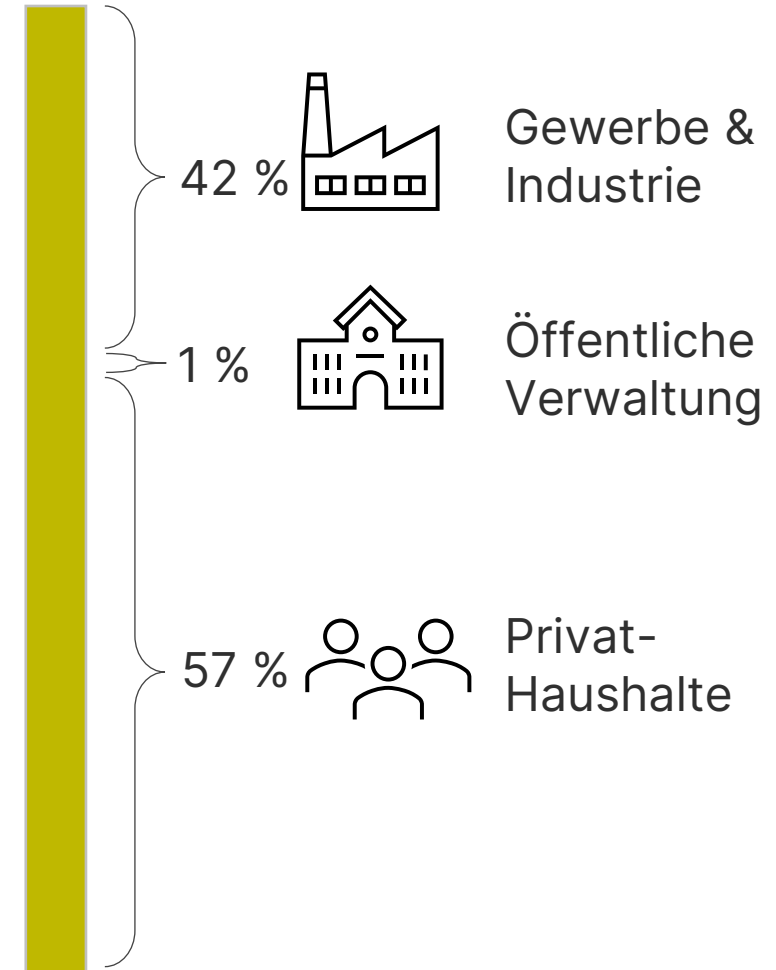 42 %
Gewerbe &
Industrie
1 %
Öffentliche
Verwaltung
57 %
Privat-
Haushalte